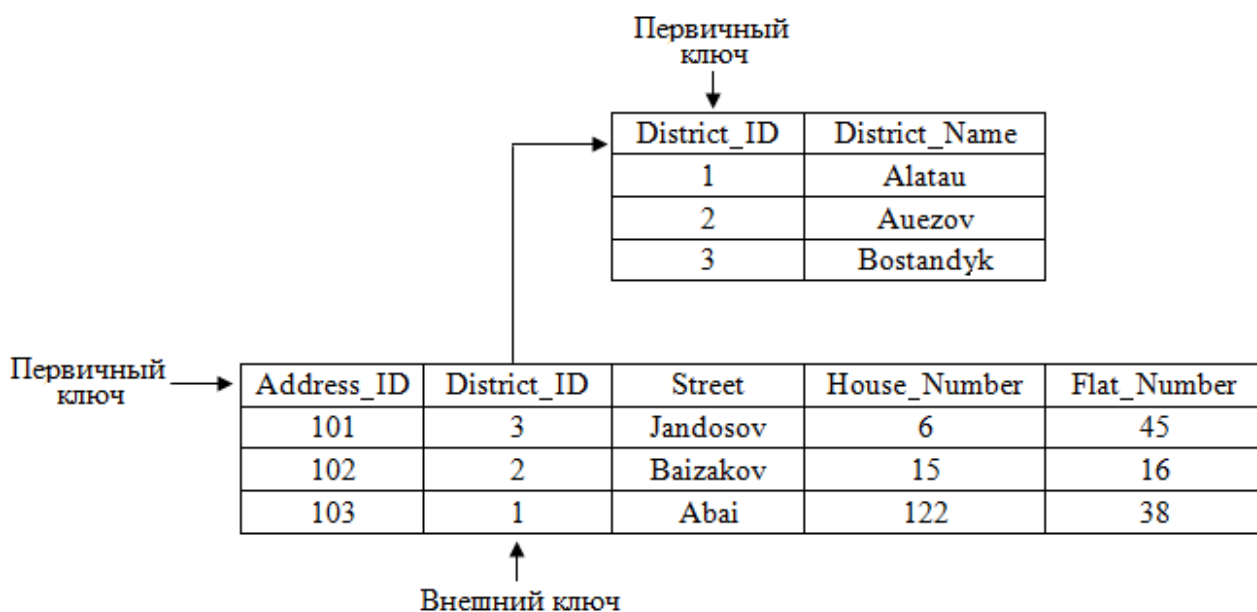 Первичный
ключ
District_ID District_Name
1 Alatau
2 Auezov
3 Bostandyk
Первичный
ключ
Address_ID District_ID Street House_Number Flat_Number
101 3 Jandosov 6 45
102 2 Baizakov 15 16
103 1 Abai 122 38
Внешний ключ